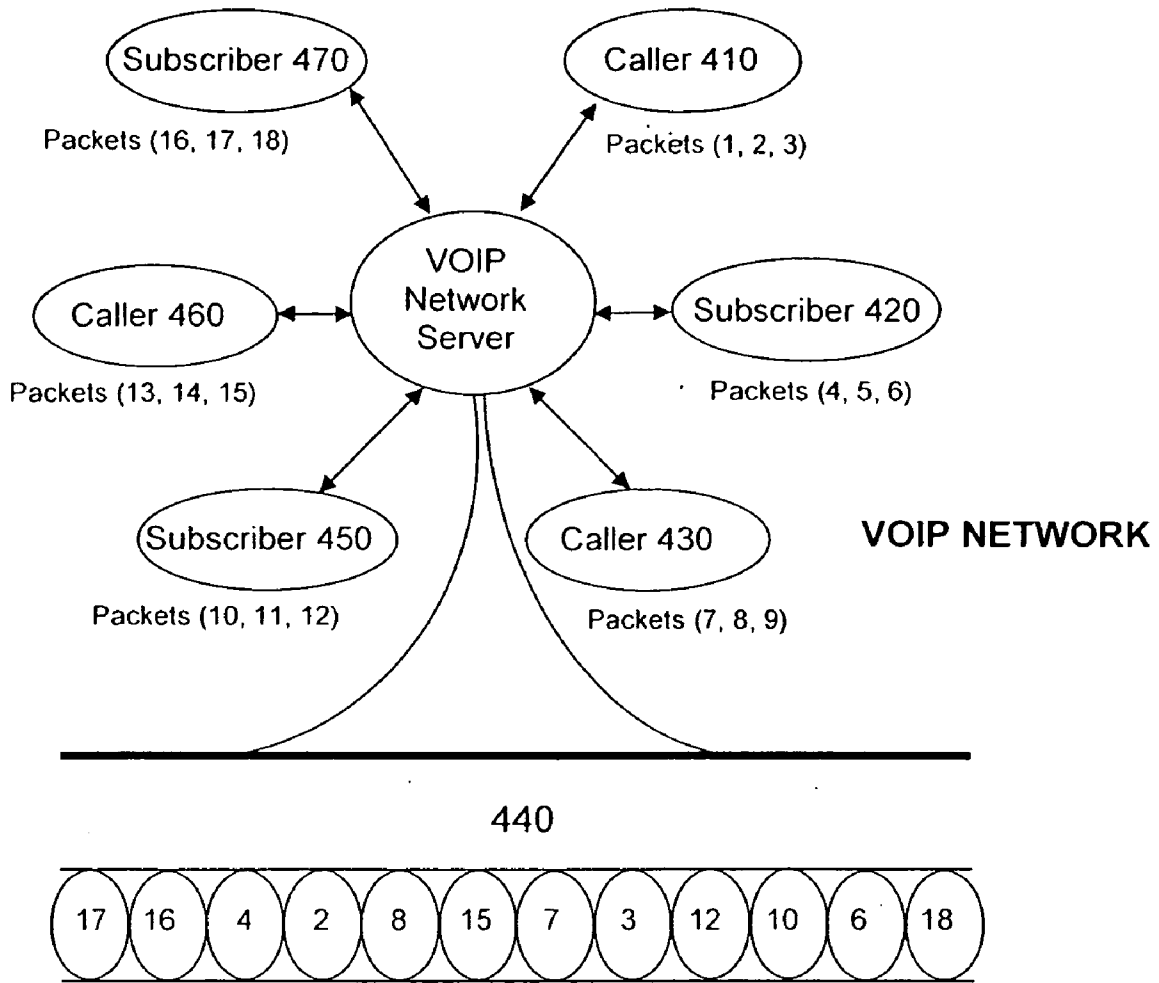 Subscriber 470
Caller 410
Packets (16, 17, 18)
Packets (1, 2, 3)
VOIP
Network
Server
Caller 460
Subscriber 420
Packets (13, 14, 15)
Packets (4, 5, 6)
Subscriber 450
Caller 430
VOIP NETWORK
Packets (10, 11, 12)
Packets (7, 8, 9)
440
17 16 4 2 8 15 7 3 12 10 6 18